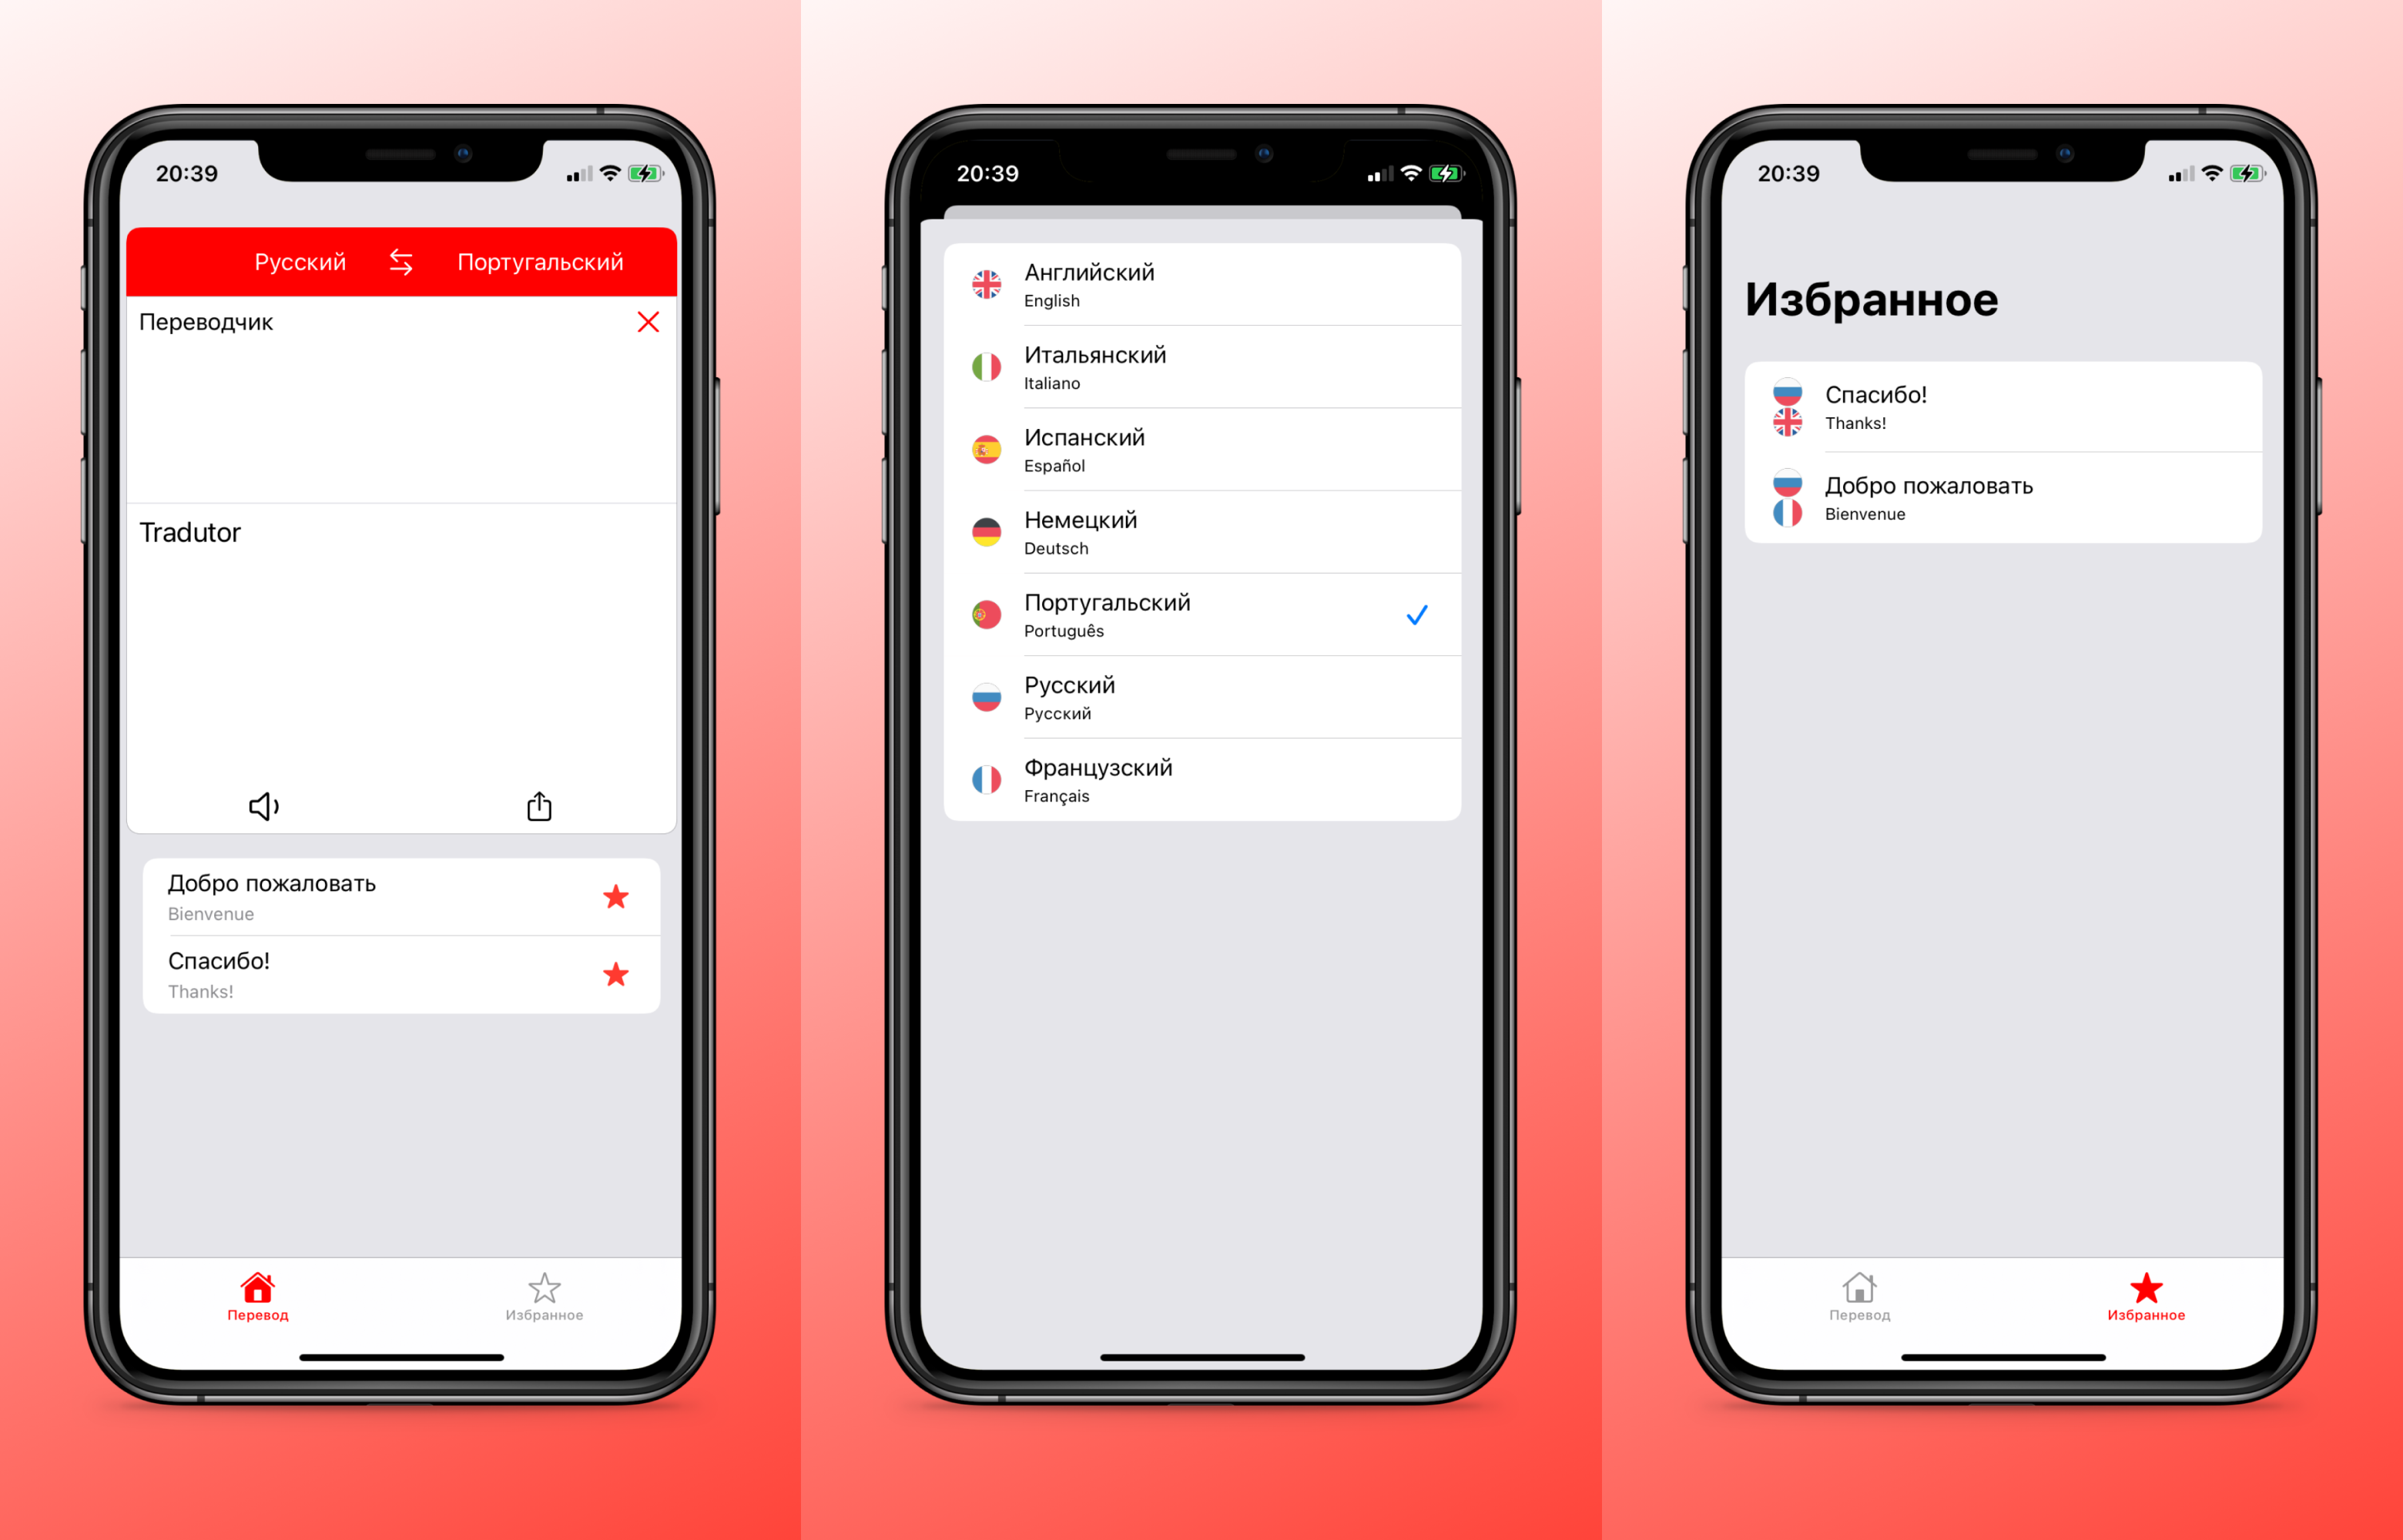 20:39
Русский
Португальский
Переводчик
Tradutor
Добро пожаловать
Bienvenue
Спасибо!
Thanks!
Перевод
Избранное
20:39
Английский
English
Итальянский
Italiano
Испанский
Español
Немецкий
Deutsch
Португальский
Português
Русский
Русский
Французский
Français
20:39
Избранное
Спасибо!
Thanks!
Добро пожаловать
Bienvenue
Перевод
Избранное